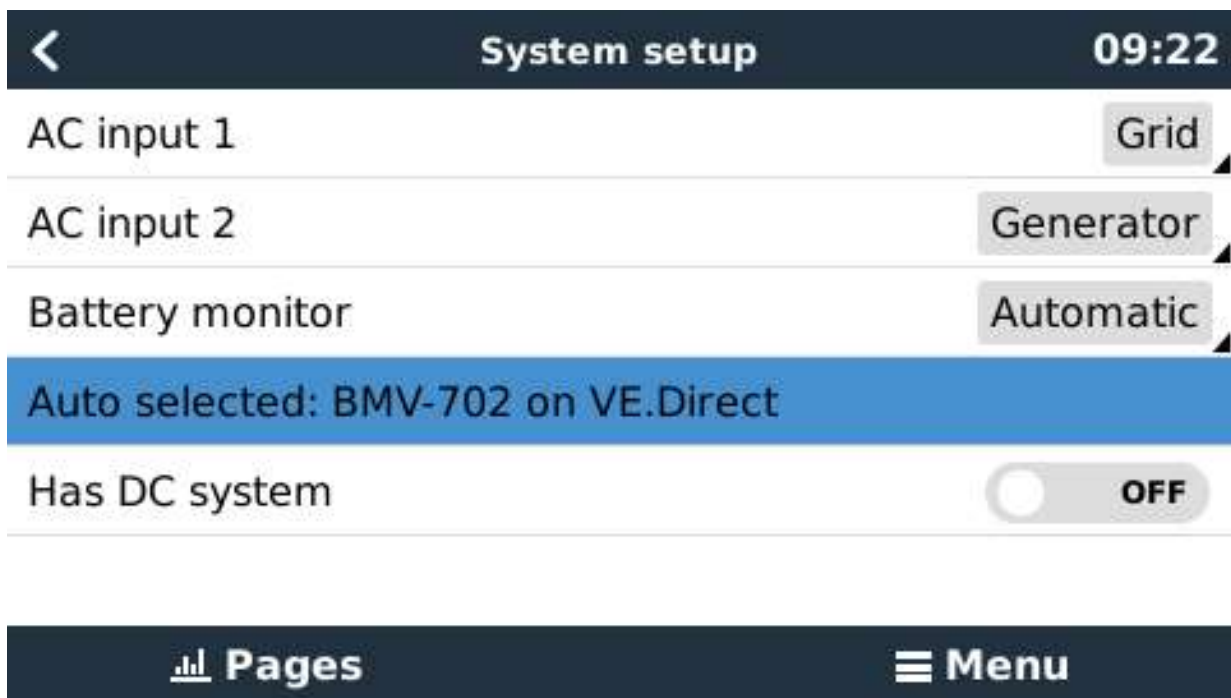 System setup 09:22
AC input 1 Grid
AC input 2 Generator
Battery monitor Automatic
Auto selected: BMV-702 on VE.Direct
Has DC system OFF
Pages Menu